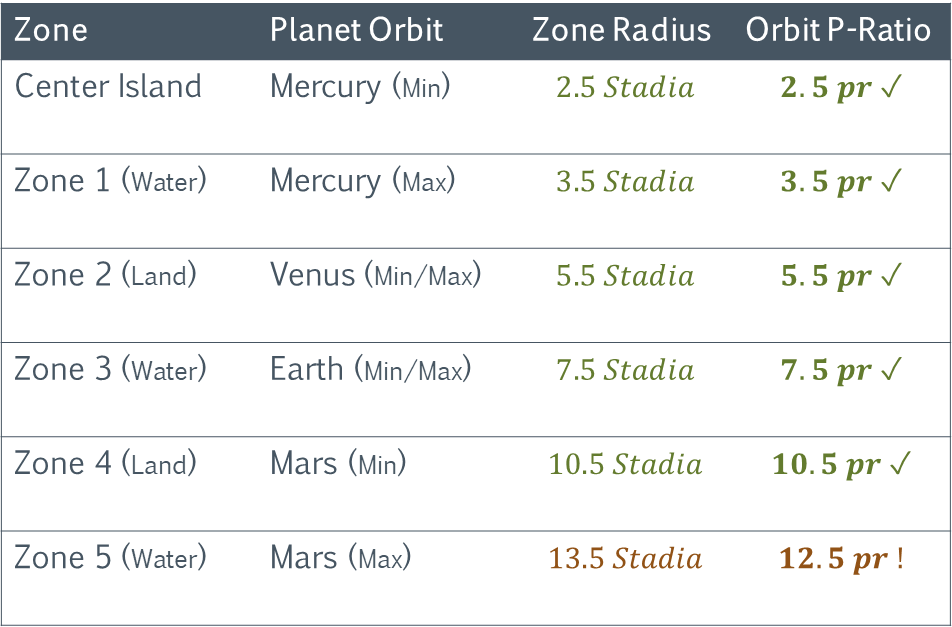 Zone Planet Orbit Zone Radius Orbit P-Ratio
Center Island Mercury (Min) 2.5 Stadia 2.5 pr ✓
Zone 1 (Water) Mercury (Max) 3.5 Stadia 3.5 pr ✓
Zone 2 (Land) Venus (Min/Max) 5.5 Stadia 5.5 pr ✓
Zone 3 (Water) Earth (Min/Max) 7.5 Stadia 7.5 pr ✓
Zone 4 (Land) Mars (Min) 10.5 Stadia 10.5 pr ✓
Zone 5 (Water) Mars (Max) 13.5 Stadia 12.5 pr !